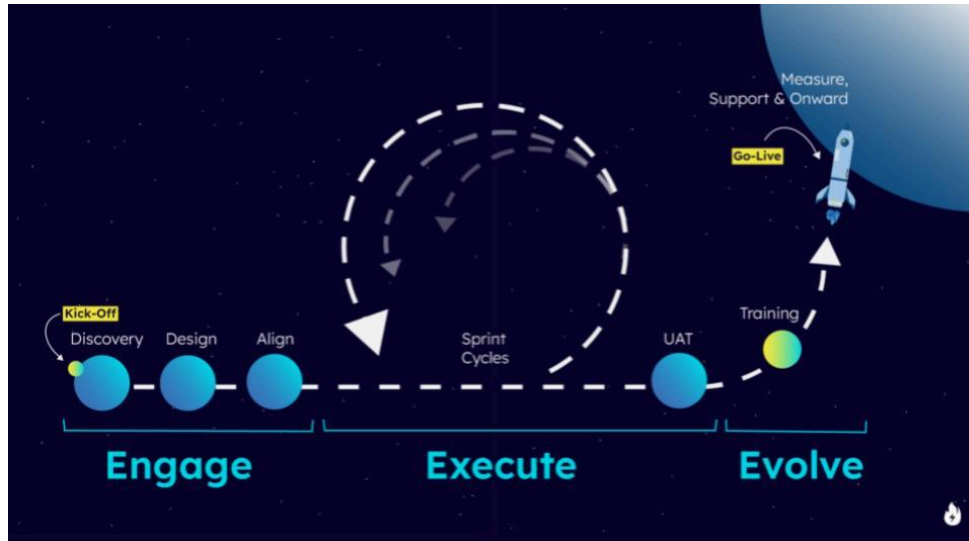 Measure,
Support & Onward
Go-Live
Kick-Off
Discovery
Design
Align
Sprint
Cycles
UAT
Training
Engage
Execute
Evolve